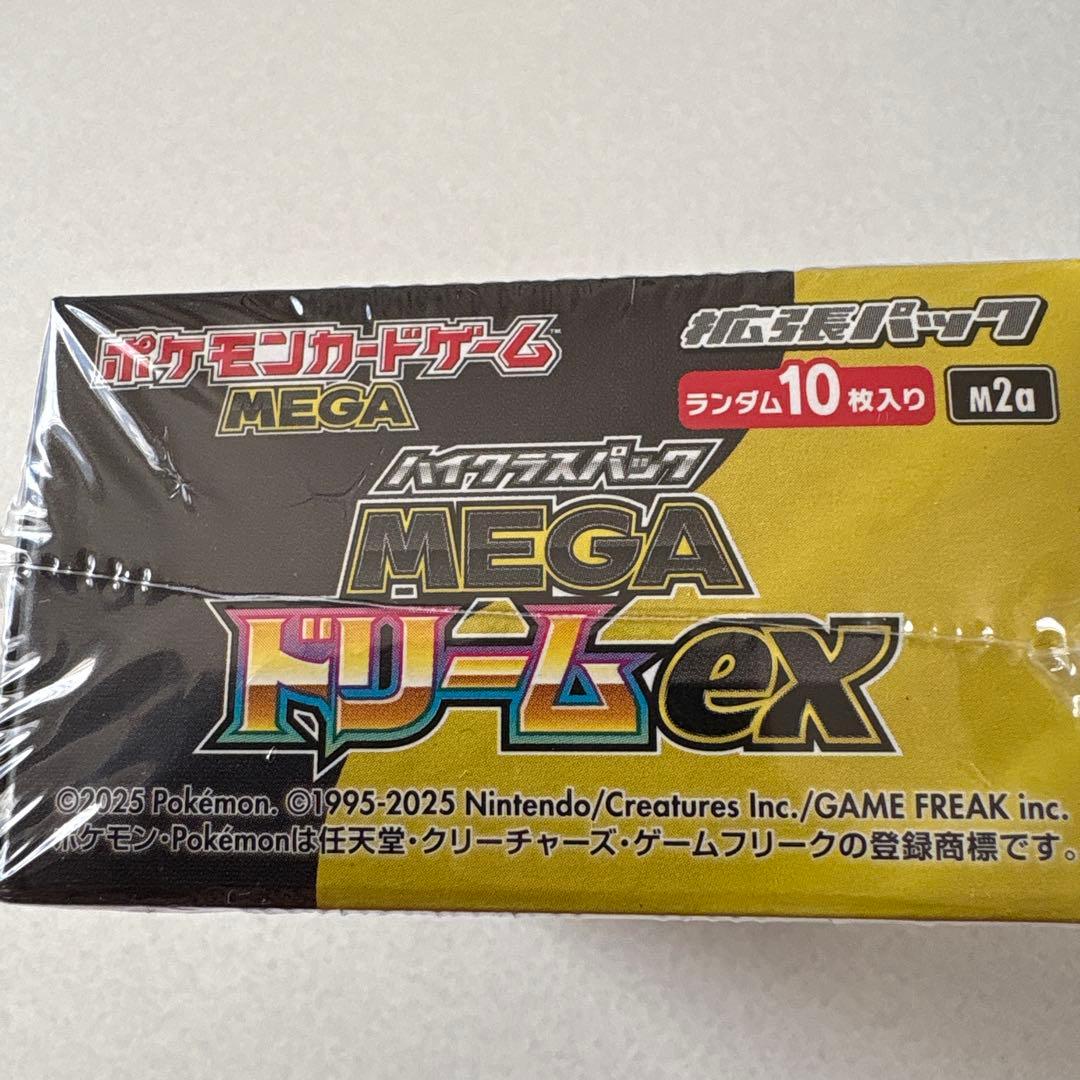 ポケモンカードゲーム™
MEGA
拡張パック
ランダム10枚入り
M2a
ハイクラスパック
MEGA
ドリームex
©2025 Pokémon. ©1995-2025 Nintendo/Creatures Inc./GAME FREAK inc.
ポケモン・Pokémonは任天堂・クリーチャーズ・ゲームフリークの登録商標です。